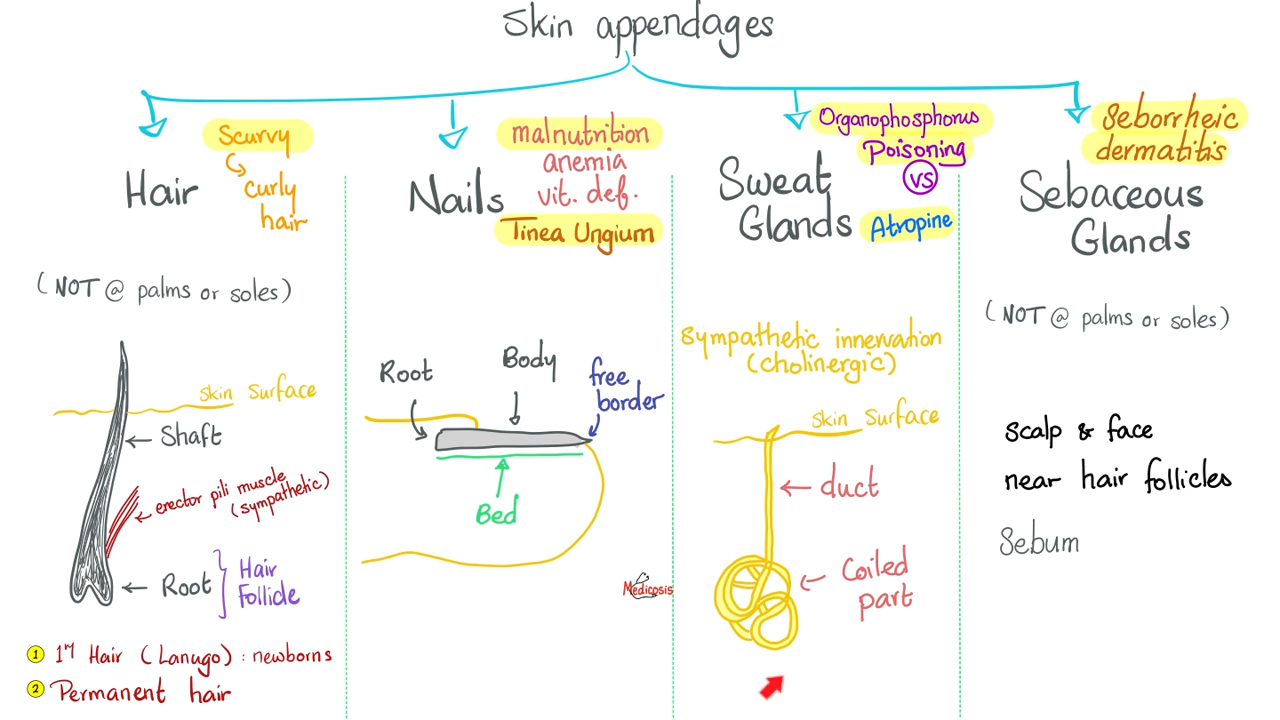 Skin appendages
Scurvy
curly
hair
Hair
(NOT @ palms or soles)
Skin Surface
Shaft
erector pili muscle
(sympathetic)
Root
Hair
Follicle
1 1ry Hair (Lanugo) : newborns
2 Permanent hair
malnutrition
anemia
vit. def.
Tinea Ungium
Nails
Root
Body
free
border
Bed
Medicosis
Organophosphorus
Poisoning
VS
Atropine
Sweat
Glands
Sympathetic innervation
(cholinergic)
Skin Surface
duct
Coiled
part
Seborrheic
dermatitis
Sebaceous
Glands
(NOT @ palms or soles)
Scalp & face
near hair follicles
Sebum